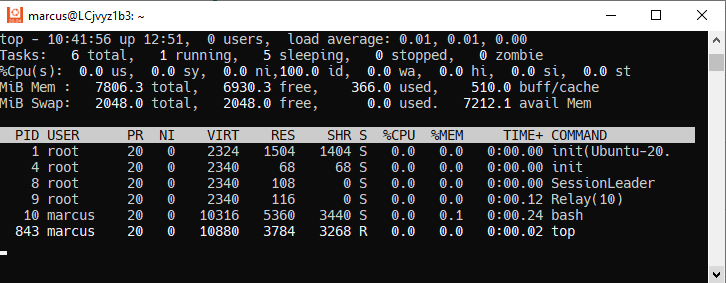 marcus@LCjvyz1b3: ~
top - 10:41:56 up 12:51,  0 users,  load average: 0.01, 0.01, 0.00
Tasks:   6 total,   1 running,   5 sleeping,   0 stopped,   0 zombie
%Cpu(s):  0.0 us,  0.0 sy,  0.0 ni,100.0 id,  0.0 wa,  0.0 hi,  0.0 si,  0.0 st
MiB Mem :   7806.3 total,   6930.3 free,    366.0 used,    510.0 buff/cache
MiB Swap:   2048.0 total,   2048.0 free,      0.0 used.   7212.1 avail Mem
PID USER      PR  NI    VIRT    RES    SHR S  %CPU  %MEM     TIME+ COMMAND
1 root      20   0    2324   1504   1404 S   0.0   0.0   0:00.00 init(Ubuntu-20.
4 root      20   0    2340     68     68 S   0.0   0.0   0:00.00 init
8 root      20   0    2340    108      0 S   0.0   0.0   0:00.00 SessionLeader
9 root      20   0    2340    116      0 S   0.0   0.0   0:00.12 Relay(10)
10 marcus    20   0   10316   5360   3440 S   0.0   0.1   0:00.24 bash
843 marcus    20   0   10880   3784   3268 R   0.0   0.0   0:00.02 top